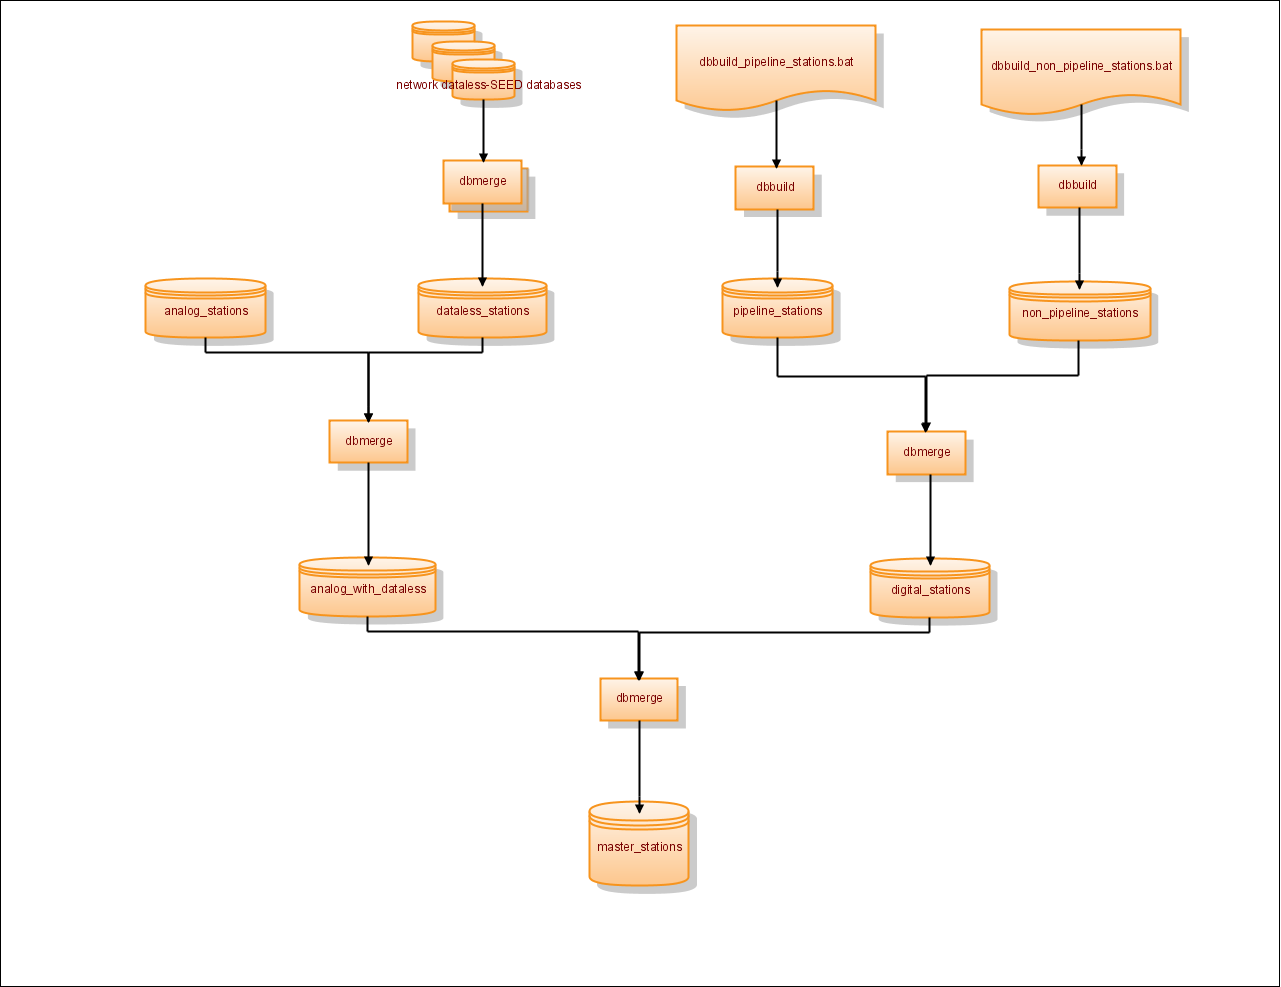 network dataless-SEED databases
dbbuild_pipeline_stations.bat
dbbuild_non_pipeline_stations.bat
dbmerge
dbbuild
dbbuild
analog_stations
dataless_stations
pipeline_stations
non_pipeline_stations
dbmerge
dbmerge
analog_with_dataless
digital_stations
dbmerge
master_stations